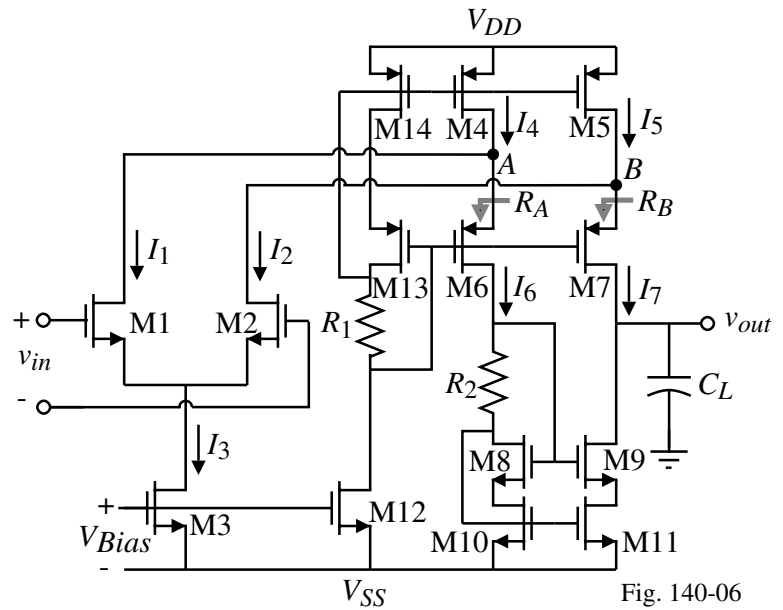 VDD
M14
M4
I4
M5
I5
A
B
RA
RB
I1
I2
M13
M6
I6
M7
I7
+
M1
M2
R1
vout
vin
R2
CL
-
I3
M8
M9
+
VBias
M3
M12
M10
M11
-
VSS
Fig. 140-06